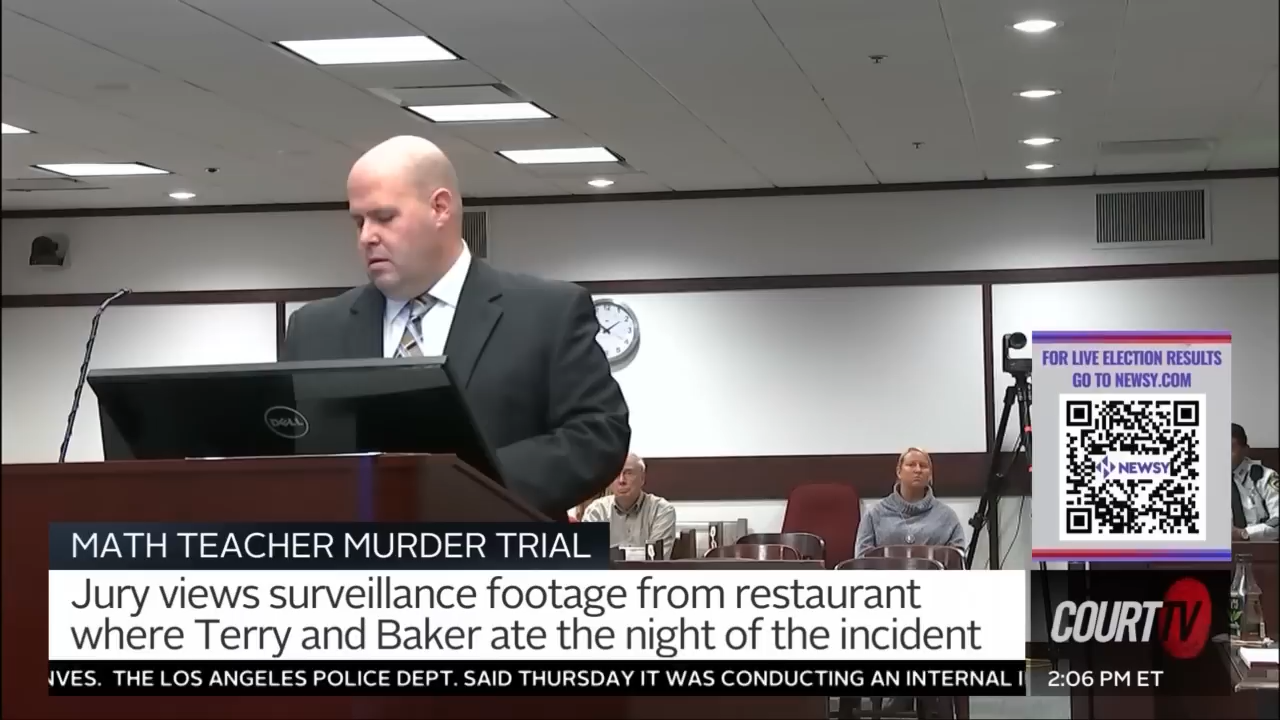 DELL
FOR LIVE ELECTION RESULTS
GO TO NEWSY.COM
NEWSY
MATH TEACHER MURDER TRIAL
Jury views surveillance footage from restaurant
where Terry and Baker ate the night of the incident
COURT TV
NVES. THE LOS ANGELES POLICE DEPT. SAID THURSDAY IT WAS CONDUCTING AN INTERNAL I
2:06 PM ET